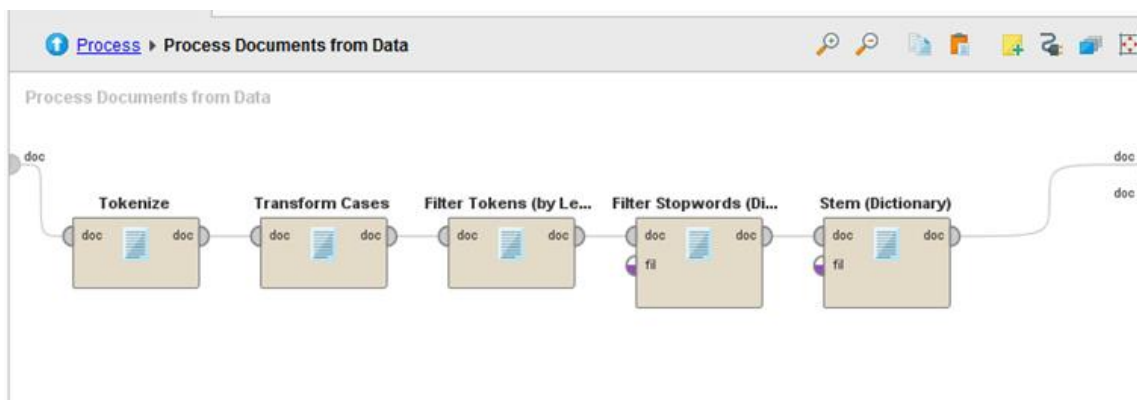 Process ▸ Process Documents from Data
Process Documents from Data
doc
doc
doc
Tokenize
doc doc
Transform Cases
doc doc
Filter Tokens (by Le...
doc doc
Filter Stopwords (Di...
doc doc
fil
Stem (Dictionary)
doc doc
fil